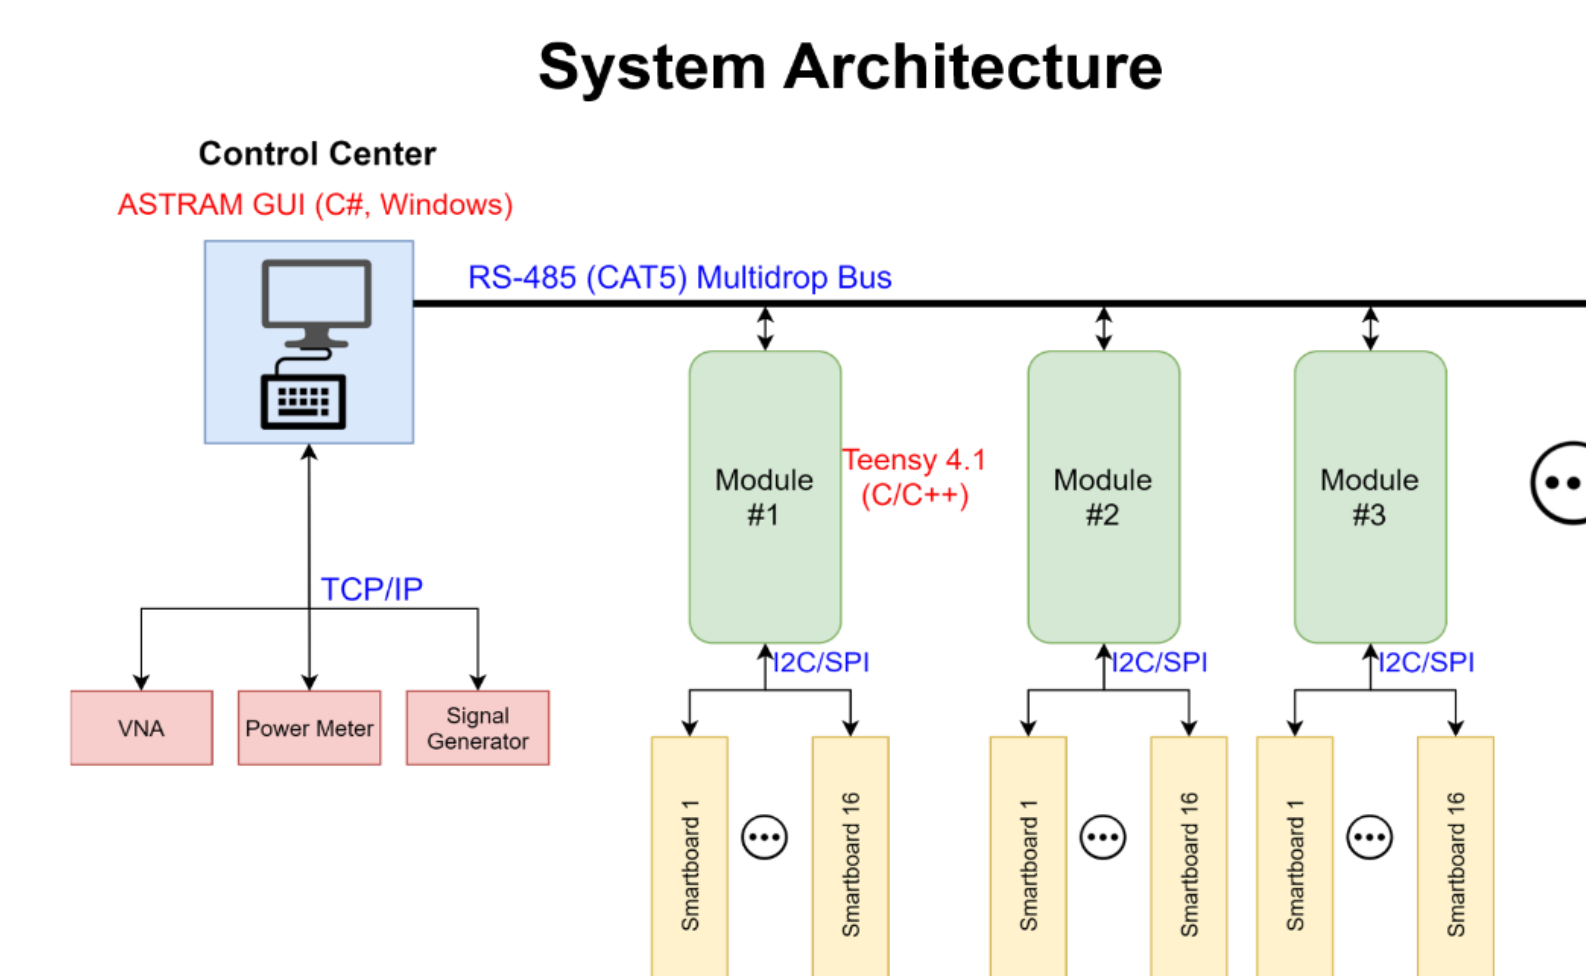 System Architecture
Control Center
ASTRAM GUI (C#, Windows)
RS-485 (CAT5) Multidrop Bus
Module
#1
Teensy 4.1
(C/C++)
Module
#2
Module
#3
TCP/IP
I2C/SPI
I2C/SPI
I2C/SPI
VNA
Power Meter
Signal
Generator
Smartboard 1
Smartboard 16
Smartboard 1
Smartboard 16
Smartboard 1
Smartboard 16